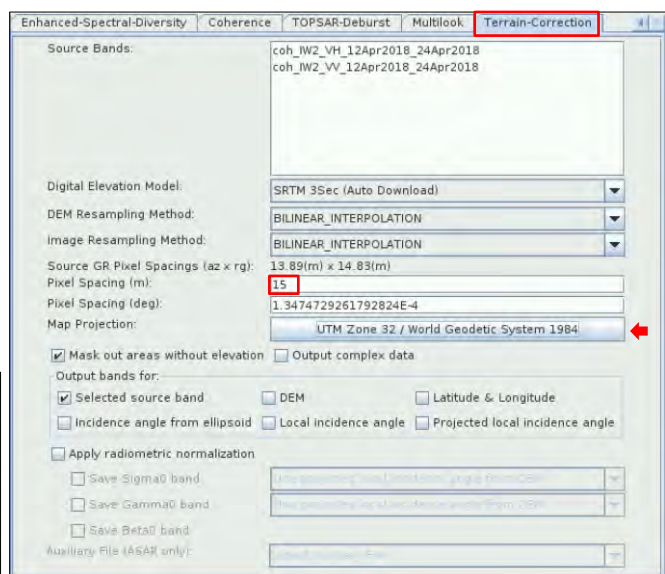 Enhanced-Spectral-Diversity Coherence TOPSAR-Deburst Multilook Terrain-Correction
Source Bands: coh_IW2_VH_12Apr2018_24Apr2018
coh_IW2_VV_12Apr2018_24Apr2018
Digital Elevation Model: SRTM 3Sec (Auto Download)
DEM Resampling Method: BILINEAR_INTERPOLATION
Image Resampling Method: BILINEAR_INTERPOLATION
Source GR Pixel Spacings (az x rg): 13.89(m) x 14.83(m)
Pixel Spacing (m): 15
Pixel Spacing (deg): 1.3474729261792824E-4
Map Projection: UTM Zone 32 / World Geodetic System 1984
Mask out areas without elevation Output complex data
Output bands for:
Selected source band DEM Latitude & Longitude
Incidence angle from ellipsoid Local incidence angle Projected local incidence angle
Apply radiometric normalization
Save Sigma0 band
Save Gamma0 band
Save Beta0 band
Auxiliary File (ASAR only):